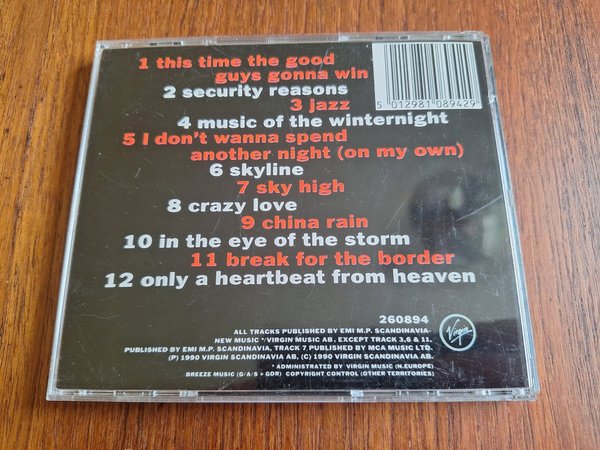 1 this time the good
guys gonna win
2 security reasons
3 jazz
4 music of the winternight
5 I don't wanna spend
another night (on my own)
6 skyline
7 sky high
8 crazy love
9 china rain
10 in the eye of the storm
11 break for the border
12 only a heartbeat from heaven
5 012981 089429
260894
ALL TRACKS PUBLISHED BY EMI M.P. SCANDINAVIA-
NEW MUSIC */VIRGIN MUSIC AB, EXCEPT TRACK 3,6 & 11,
PUBLISHED BY EMI M.P. SCANDINAVIA, TRACK 7 PUBLISHED BY MCA MUSIC LTD.
(P) 1990 VIRGIN SCANDINAVIA AB, (C) 1990 VIRGIN SCANDINAVIA AB.
* ADMINISTRATED BY VIRGIN MUSIC (N.EUROPE)
BREEZE MUSIC (G/A/S + GDR) COPYRIGHT CONTROL (OTHER TERRITORIES)
Virgin